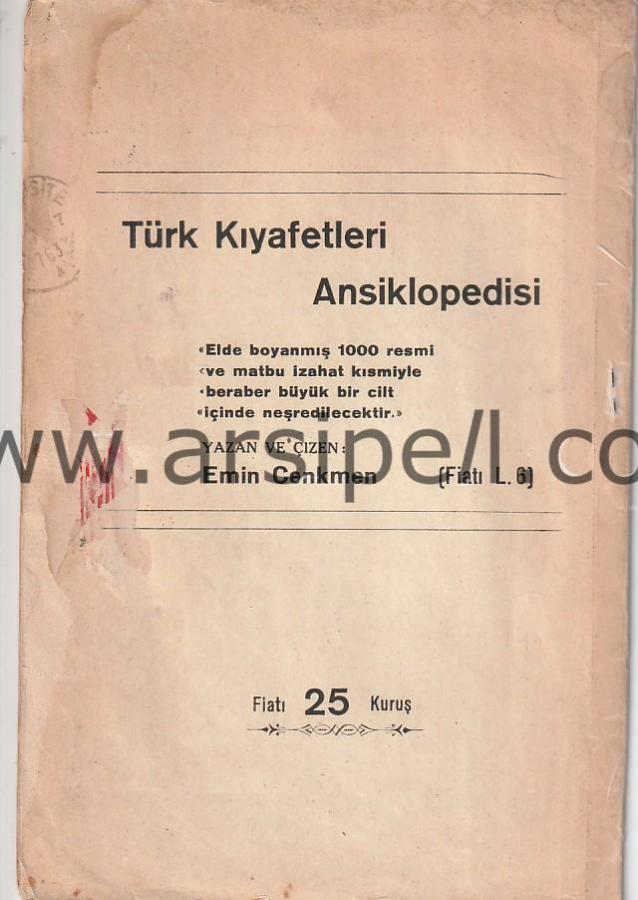 Türk Kıyafetleri
Ansiklopedisi
«Elde boyanmış 1000 resmi
‹ve matbu izahat kısmiyle
‹beraber büyük bir cilt
«içinde neşredilecektir.»
YAZAN VE ÇIZEN:
Emin Cenkmen (Fiatı L. 6)
www.arsipell.co
Fiatı 25 Kuruş